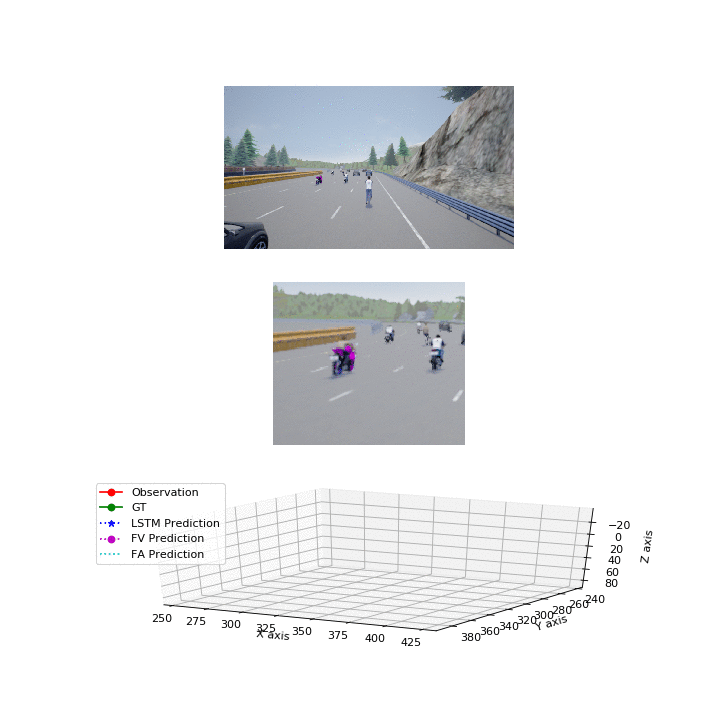 Observation
GT
LSTM Prediction
FV Prediction
FA Prediction
−20
0
20
40
60
80
Z axis
250
275
300
325
350
375
400
425
X axis
380
360
340
320
300
280
260
240
Y axis